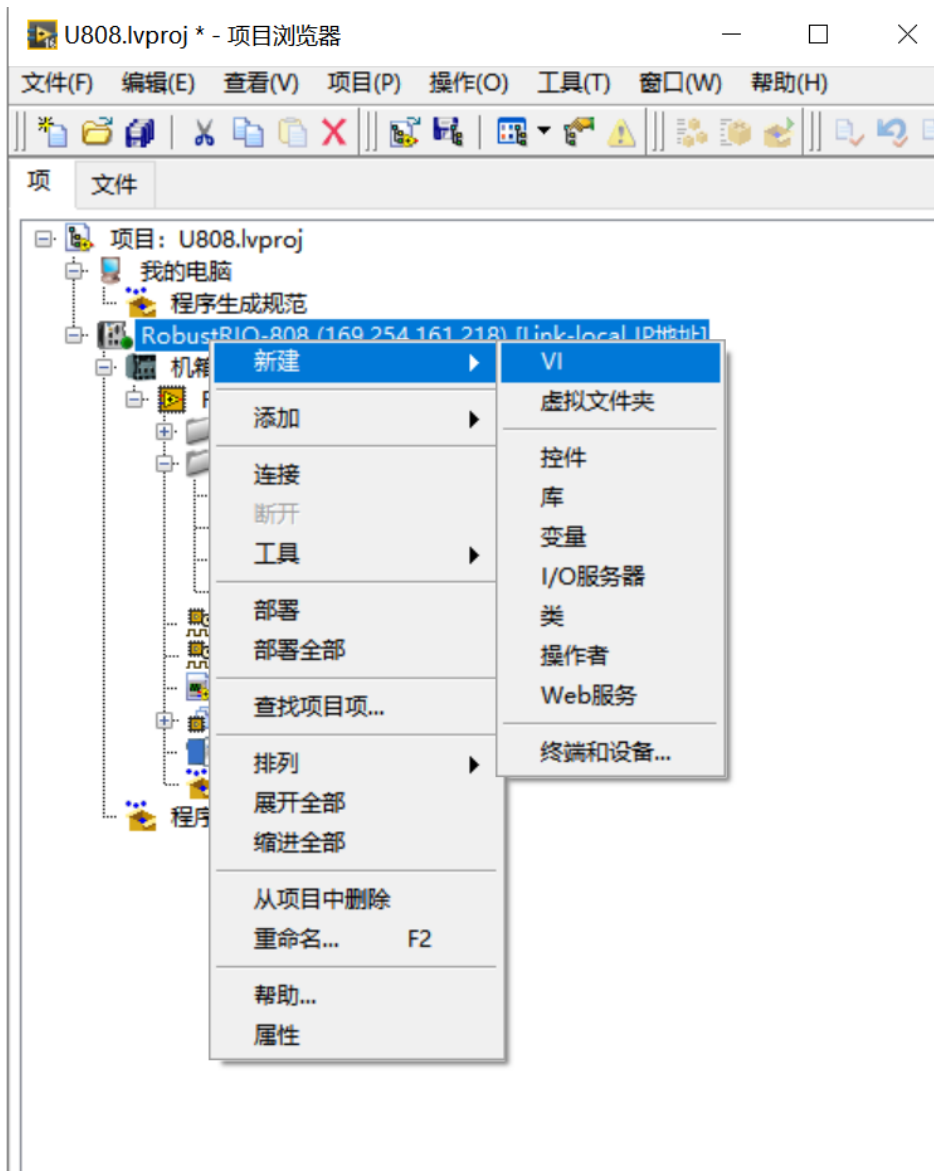 U808.lvproj * - 项目浏览器
文件(F) 编辑(E) 查看(V) 项目(P) 操作(O) 工具(T) 窗口(W) 帮助(H)
项 文件
项目：U808.lvproj
我的电脑
程序生成规范
RobustRIO-808 (169.254.161.218) [Link-local IP地址]
机箱
新建
添加
连接
断开
工具
部署
部署全部
查找项目项...
排列
展开全部
缩进全部
从项目中删除
重命名... F2
帮助...
属性
VI
虚拟文件夹
控件
库
变量
I/O服务器
类
操作者
Web服务
终端和设备...
程序